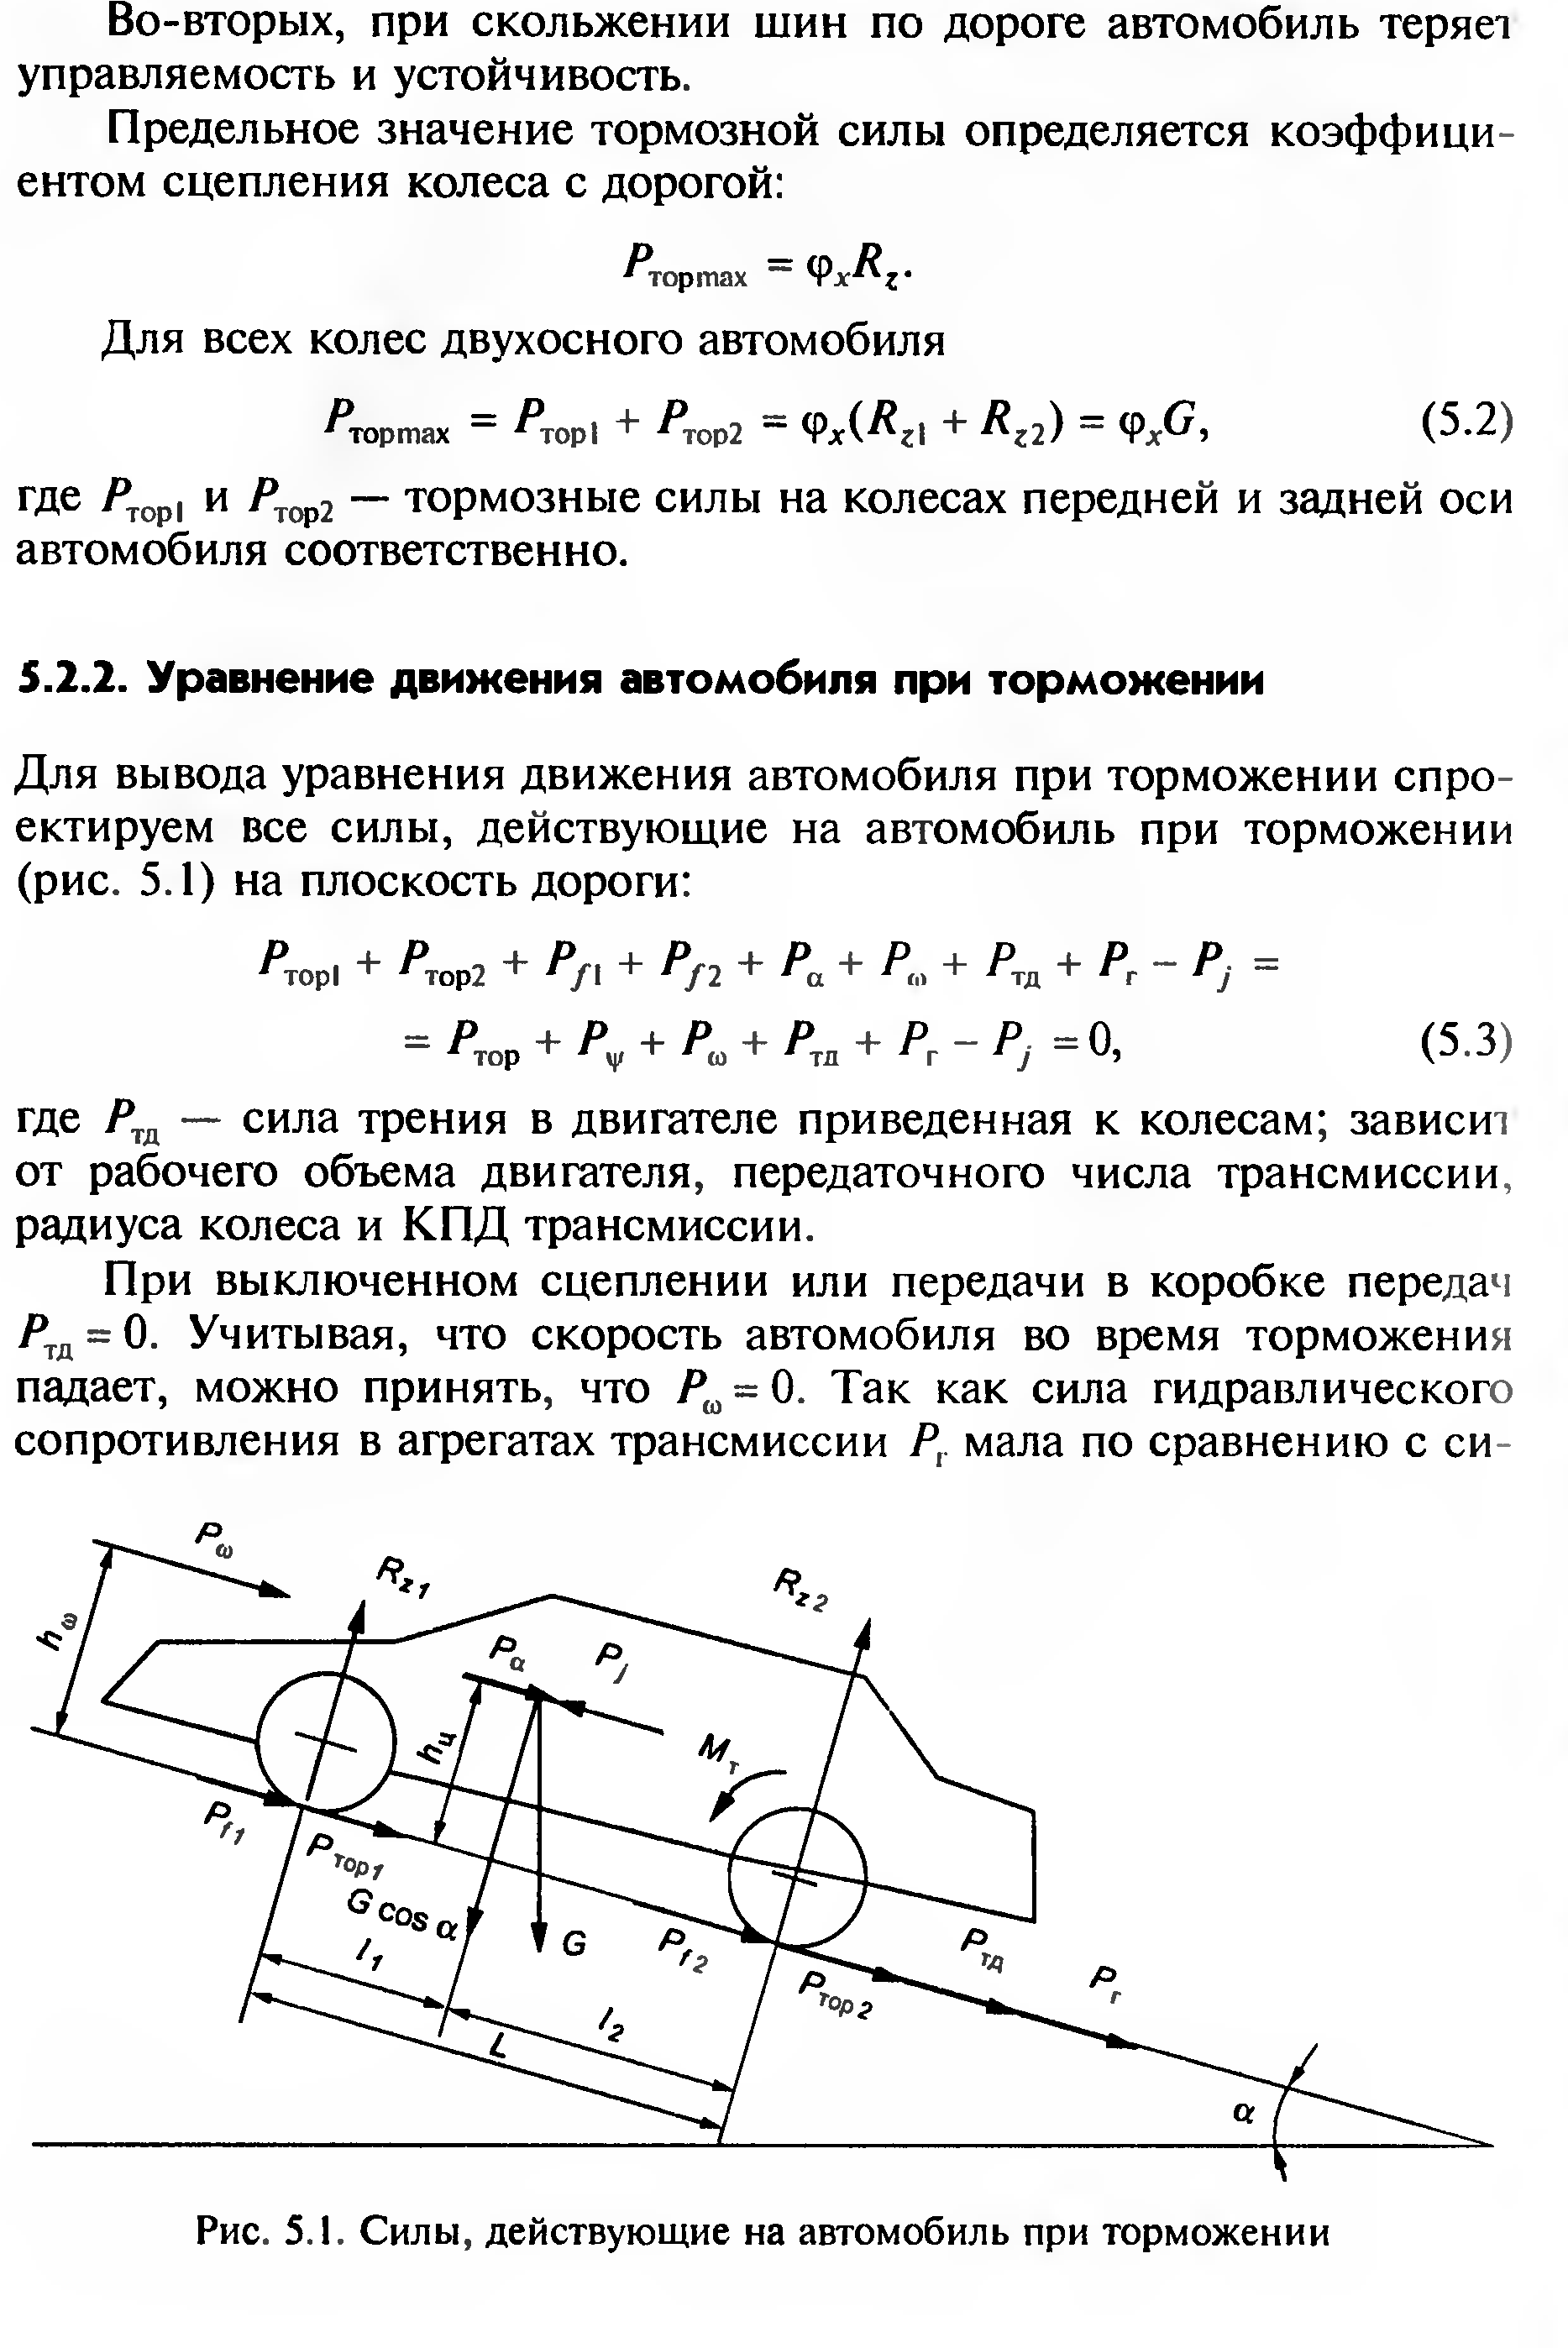 Во-вторых, при скольжении шин по дороге автомобиль теряет
управляемость и устойчивость.
Предельное значение тормозной силы определяется коэффици-
ентом сцепления колеса с дорогой:
P_торmax = φ_x R_z.
Для всех колес двухосного автомобиля
P_торmax = P_тор1 + P_тор2 = φ_x(R_z1 + R_z2) = φ_x G, (5.2)
где P_тор1 и P_тор2 — тормозные силы на колесах передней и задней оси
автомобиля соответственно.
5.2.2. Уравнение движения автомобиля при торможении
Для вывода уравнения движения автомобиля при торможении спро-
ектируем все силы, действующие на автомобиль при торможении
(рис. 5.1) на плоскость дороги:
P_тор1 + P_тор2 + P_f1 + P_f2 + P_α + P_ω + P_тд + P_г − P_j =
= P_тор + P_ψ + P_ω + P_тд + P_г − P_j = 0, (5.3)
где P_тд — сила трения в двигателе приведенная к колесам; зависит
от рабочего объема двигателя, передаточного числа трансмиссии,
радиуса колеса и КПД трансмиссии.
При выключенном сцеплении или передачи в коробке передач
P_тд = 0. Учитывая, что скорость автомобиля во время торможения
падает, можно принять, что P_ω = 0. Так как сила гидравлического
сопротивления в агрегатах трансмиссии P_г мала по сравнению с си-
P_ω
R_z1
R_z2
h_ω
P_α
P_j
h_ц
M_т
P_f1
P_тор1
G cos α
G
P_f2
P_тд
P_г
P_тор2
l_1
l_2
L
α
Рис. 5.1. Силы, действующие на автомобиль при торможении